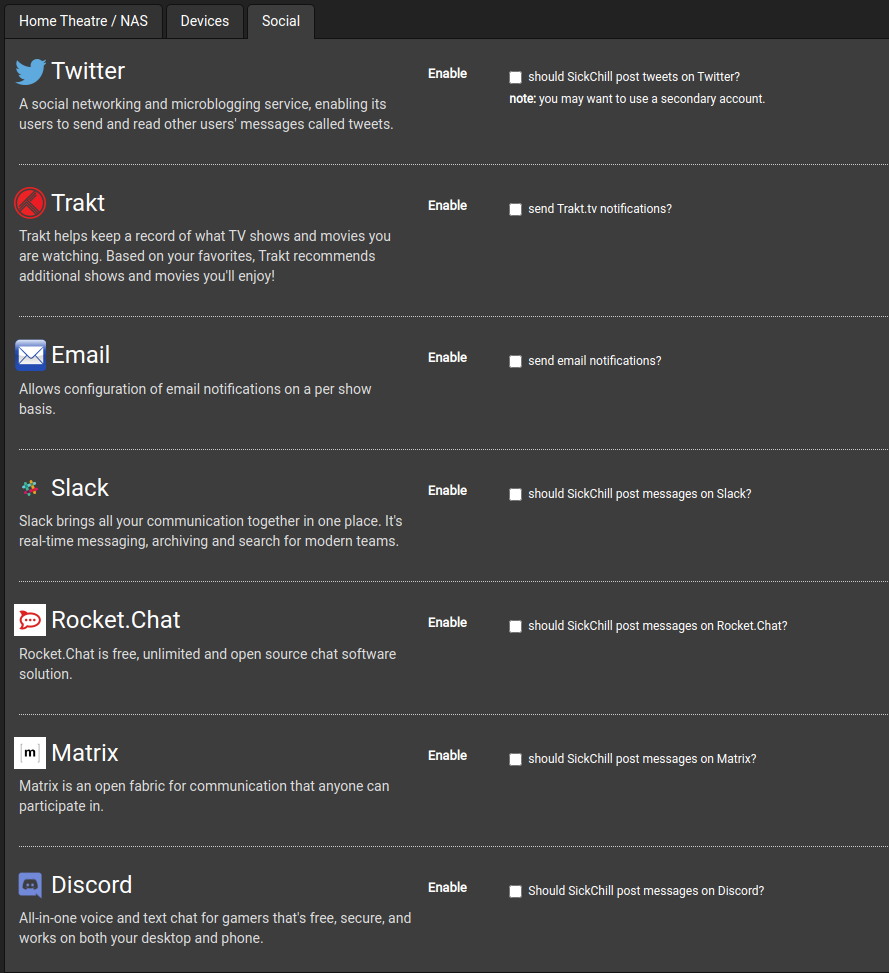 Home Theatre / NAS Devices Social
Twitter
Enable
should SickChill post tweets on Twitter?
note: you may want to use a secondary account.
A social networking and microblogging service, enabling its
users to send and read other users' messages called tweets.
Trakt
Enable
send Trakt.tv notifications?
Trakt helps keep a record of what TV shows and movies you
are watching. Based on your favorites, Trakt recommends
additional shows and movies you'll enjoy!
Email
Enable
send email notifications?
Allows configuration of email notifications on a per show
basis.
Slack
Enable
should SickChill post messages on Slack?
Slack brings all your communication together in one place. It's
real-time messaging, archiving and search for modern teams.
Rocket.Chat
Enable
should SickChill post messages on Rocket.Chat?
Rocket.Chat is free, unlimited and open source chat software
solution.
[m]
Matrix
Enable
should SickChill post messages on Matrix?
Matrix is an open fabric for communication that anyone can
participate in.
Discord
Enable
Should SickChill post messages on Discord?
All-in-one voice and text chat for gamers that's free, secure, and
works on both your desktop and phone.